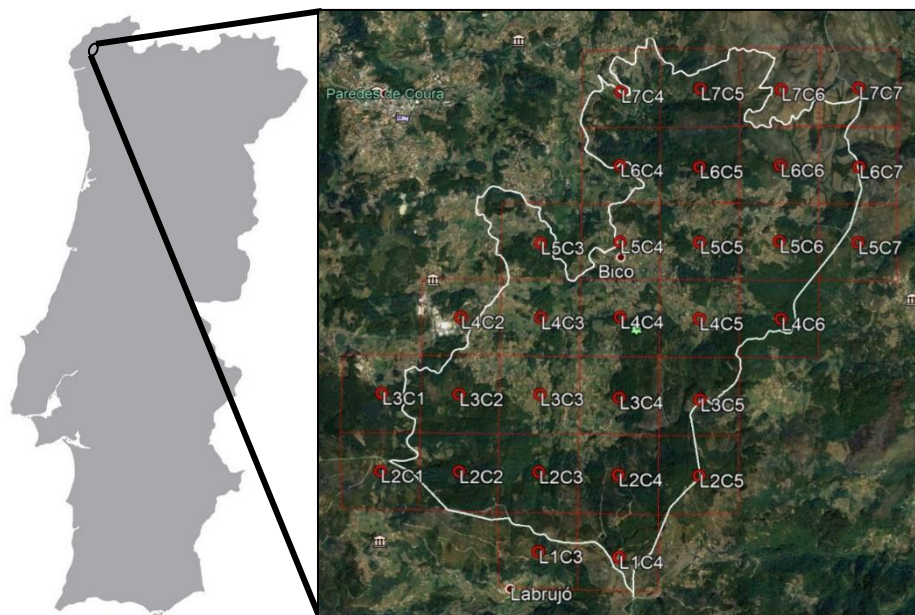 Paredes de Coura
L7C4 L7C5 L7C6 L7C7
L6C4 L6C5 L6C6 L6C7
L5C3 L5C4 L5C5 L5C6 L5C7
Bico
L4C2 L4C3 L4C4 L4C5 L4C6
L3C1 L3C2 L3C3 L3C4 L3C5
L2C1 L2C2 L2C3 L2C4 L2C5
L1C3 L1C4
Labrujó